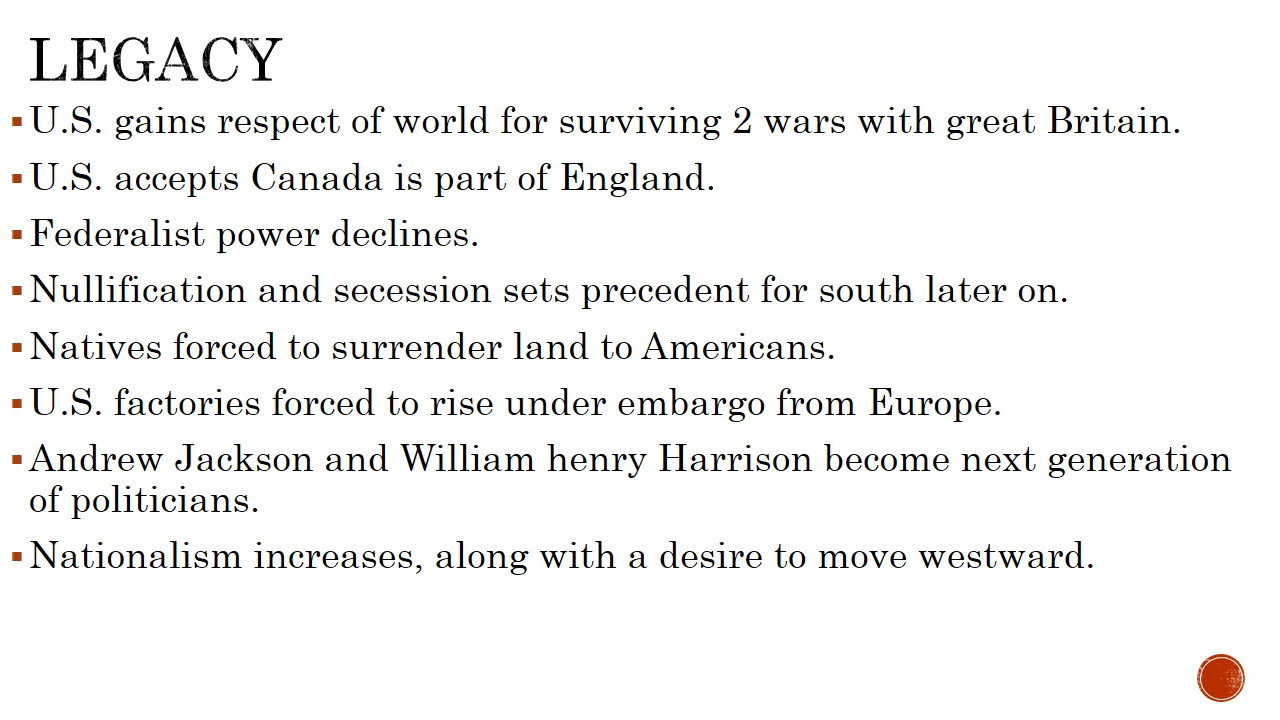 LEGACY
▪U.S. gains respect of world for surviving 2 wars with great Britain.
▪U.S. accepts Canada is part of England.
▪Federalist power declines.
▪Nullification and secession sets precedent for south later on.
▪Natives forced to surrender land to Americans.
▪U.S. factories forced to rise under embargo from Europe.
▪Andrew Jackson and William henry Harrison become next generation
of politicians.
▪Nationalism increases, along with a desire to move westward.